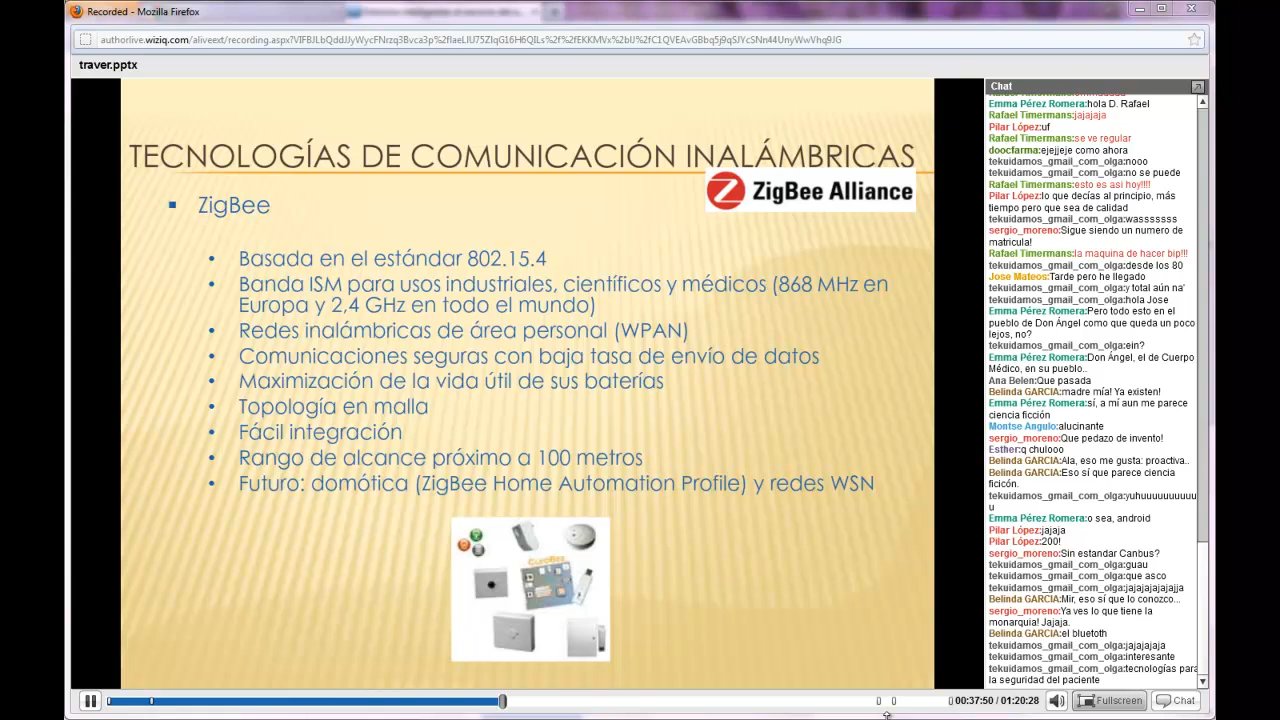 Recorded - Mozilla Firefox
traver.pptx
TECNOLOGÍAS DE COMUNICACIÓN INALÁMBRICAS
ZigBee Alliance
▪ ZigBee
• Basada en el estándar 802.15.4
• Banda ISM para usos industriales, científicos y médicos (868 MHz en
Europa y 2,4 GHz en todo el mundo)
• Redes inalámbricas de área personal (WPAN)
• Comunicaciones seguras con baja tasa de envío de datos
• Maximización de la vida útil de sus baterías
• Topología en malla
• Fácil integración
• Rango de alcance próximo a 100 metros
• Futuro: domótica (ZigBee Home Automation Profile) y redes WSN
Chat
Emma Pérez Romera:hola D. Rafael
Rafael Timermans:jajajaja
Pilar López:uf
Rafael Timermans:se ve regular
doocfarma:ejejjeje como ahora
tekuidamos_gmail_com_olga:nooo
tekuidamos_gmail_com_olga:no se puede
Rafael Timermans:esto es asi hoy!!!!
Pilar López:lo que decías al principio, más
tiempo pero que sea de calidad
tekuidamos_gmail_com_olga:wasssssss
sergio_moreno:Sigue siendo un numero de
matricula!
Rafael Timermans:la maquina de hacer bip!!!
tekuidamos_gmail_com_olga:desde los 80
Jose Mateos:Tarde pero he llegado
tekuidamos_gmail_com_olga:y total aún na'
tekuidamos_gmail_com_olga:hola Jose
Emma Pérez Romera:Pero todo esto en el
pueblo de Don Ángel como que queda un poco
lejos, no?
tekuidamos_gmail_com_olga:ein?
Emma Pérez Romera:Don Ángel, el de Cuerpo
Médico, en su pueblo..
Ana Belen:Que pasada
Belinda GARCIA:madre mía! Ya existen!
Emma Pérez Romera:sí, a mí aun me parece
ciencia ficción
Montse Angulo:alucinante
sergio_moreno:Que pedazo de invento!
Esther:q chulooo
Belinda GARCIA:Ala, eso me gusta: proactiva..
Belinda GARCIA:Eso sí que parece ciencia
ficicón.
tekuidamos_gmail_com_olga:yuhuuuuuuuuuu
u
Emma Pérez Romera:o sea, android
Pilar López:jajaja
Pilar López:200!
sergio_moreno:Sin estandar Canbus?
tekuidamos_gmail_com_olga:guau
tekuidamos_gmail_com_olga:que asco
tekuidamos_gmail_com_olga:jajajajajajajja
Belinda GARCIA:Mir, eso sí que lo conozco...
sergio_moreno:Ya ves lo que tiene la
monarquia! Jajaja.
Belinda GARCIA:el bluetoth
tekuidamos_gmail_com_olga:jajajajaja
tekuidamos_gmail_com_olga:interesante
tekuidamos_gmail_com_olga:tecnologías para
la seguridad del paciente
00:37:50 / 01:20:28
Fullscreen
Chat